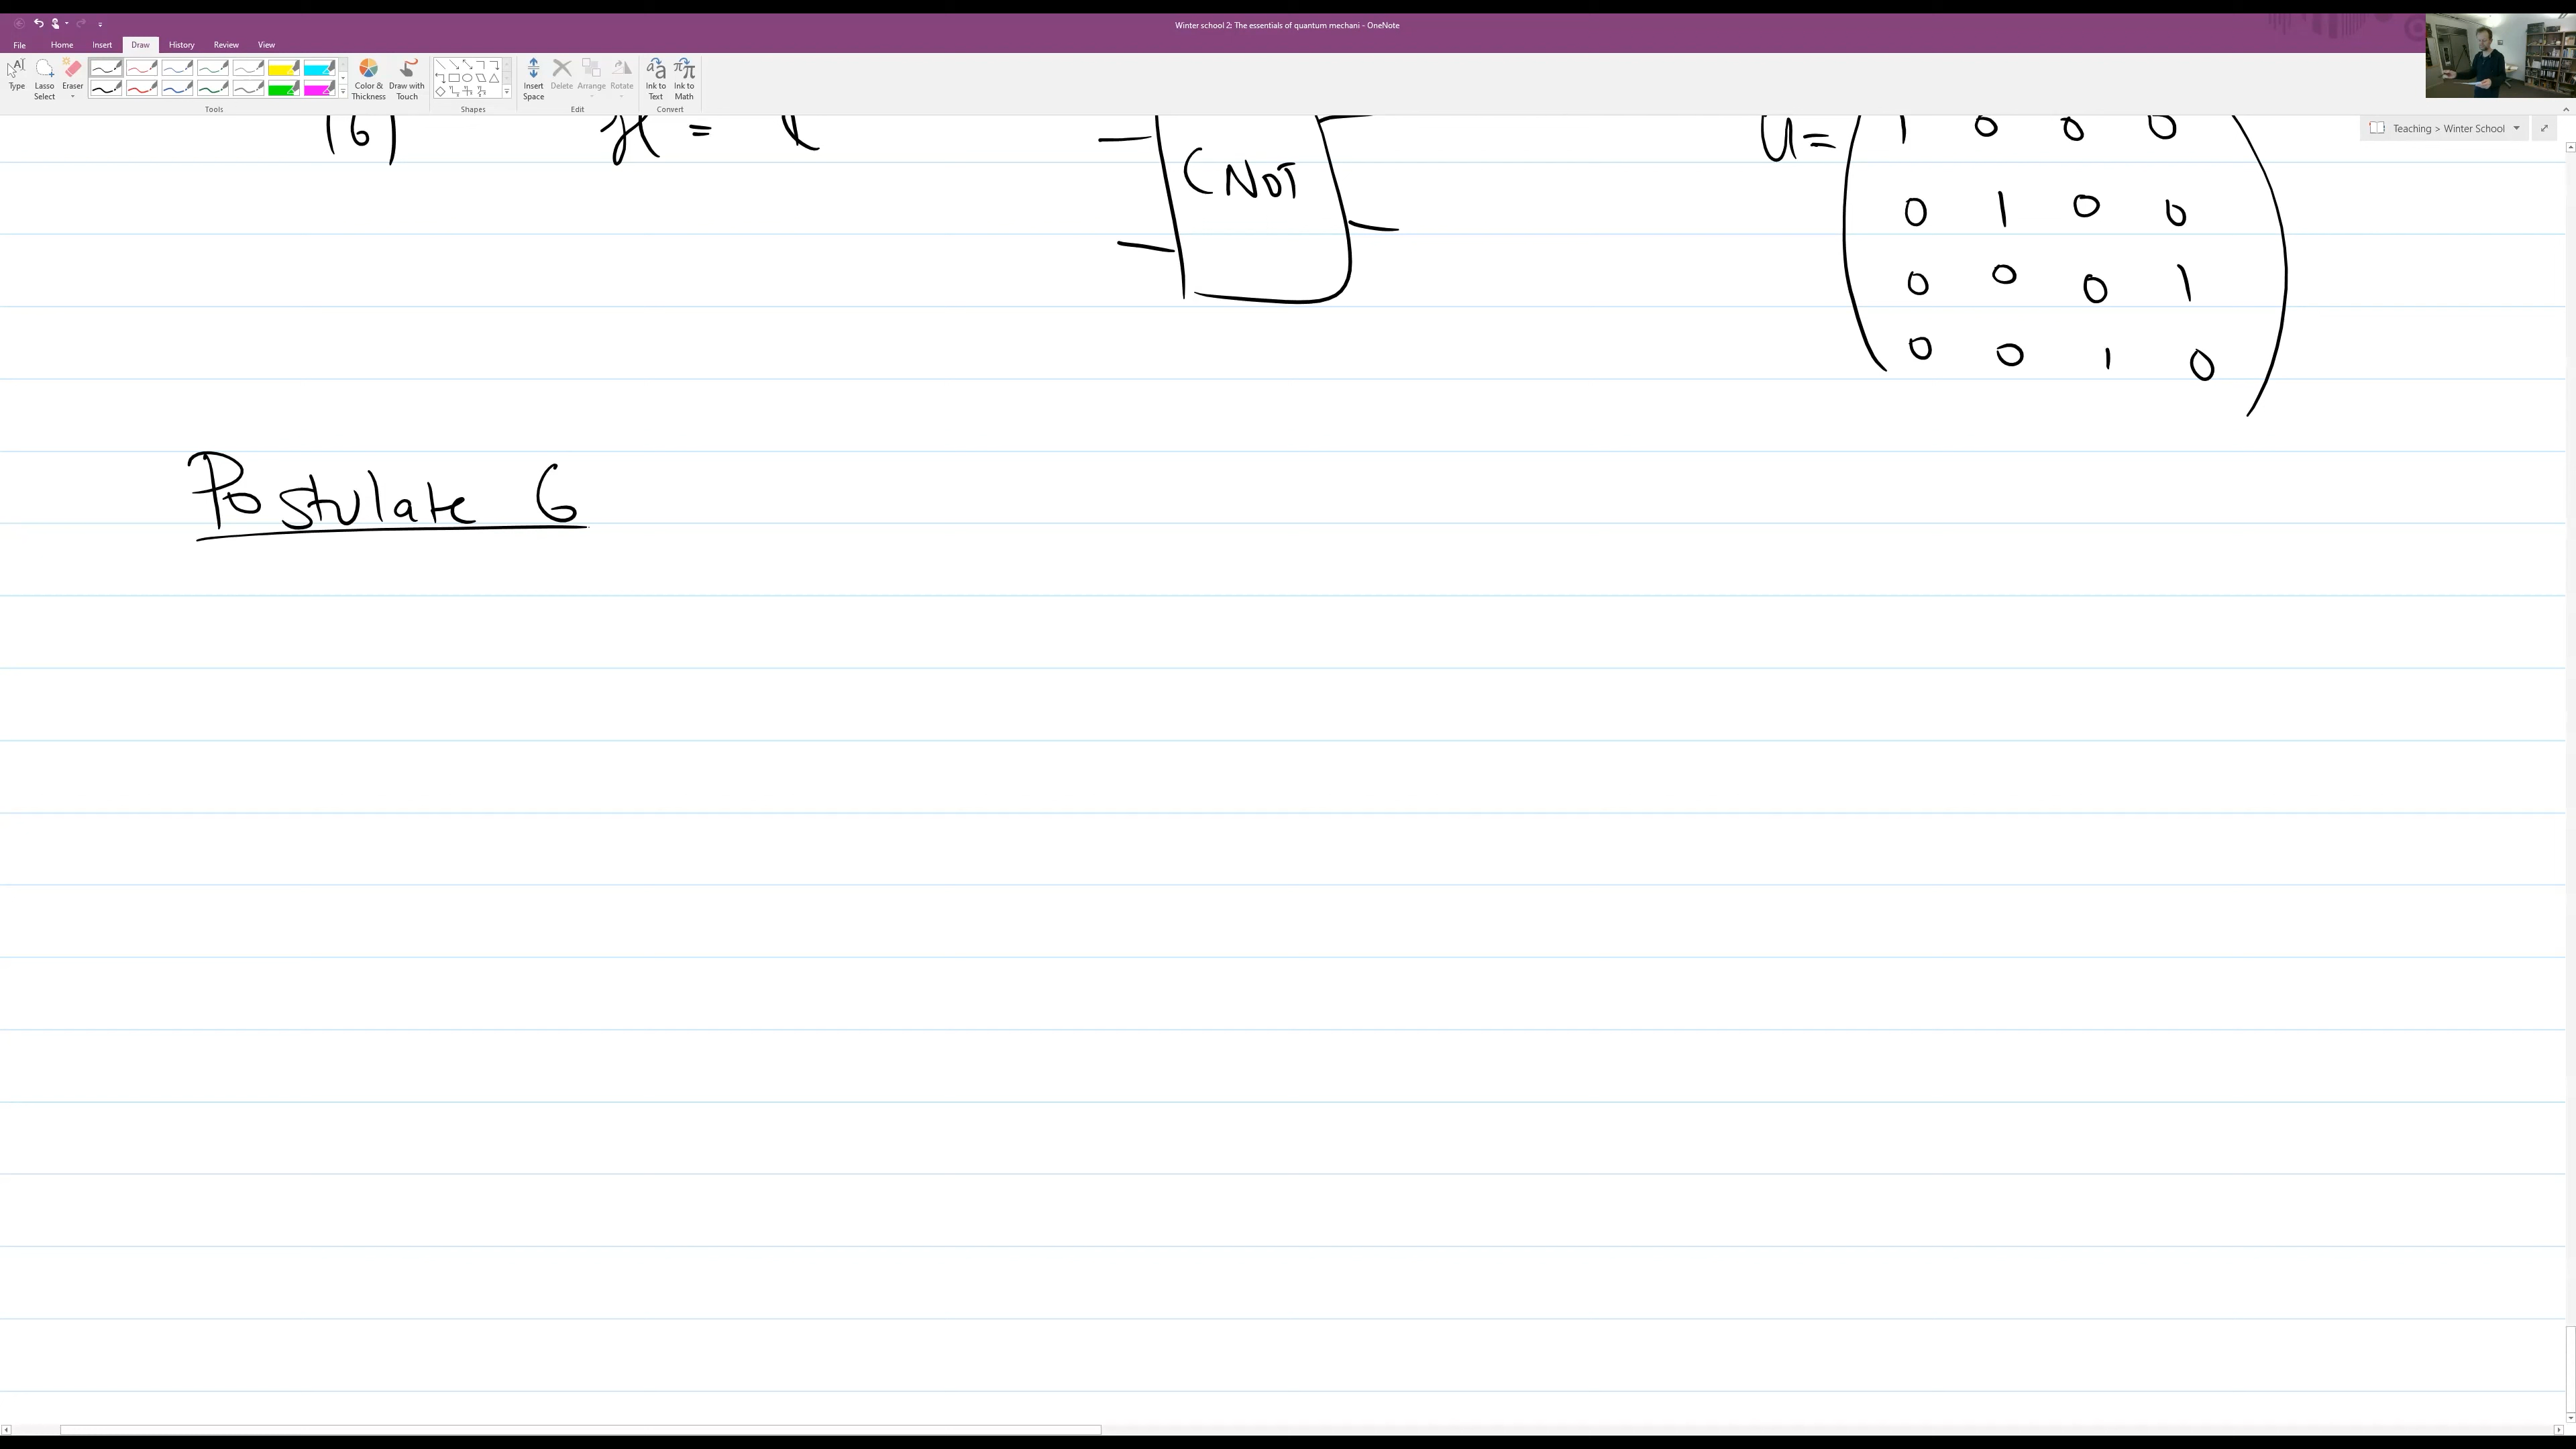 Winter school 2: The essentials of quantum mechani - OneNote
File Home Insert Draw History Review View
Type Lasso Select Eraser Color & Thickness Draw with Touch Insert Space Delete Arrange Rotate Ink to Text Ink to Math
Tools Shapes Edit Convert
Teaching > Winter School
(6) H =
CNOT
U= 1 0 0 0
0 1 0 0
0 0 0 1
0 0 1 0
Postulate 6